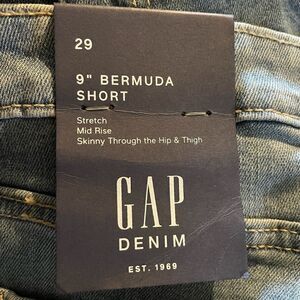 29
9" BERMUDA
SHORT
Stretch
Mid Rise
Skinny Through the Hip & Thigh
GAP
DENIM
EST. 1969